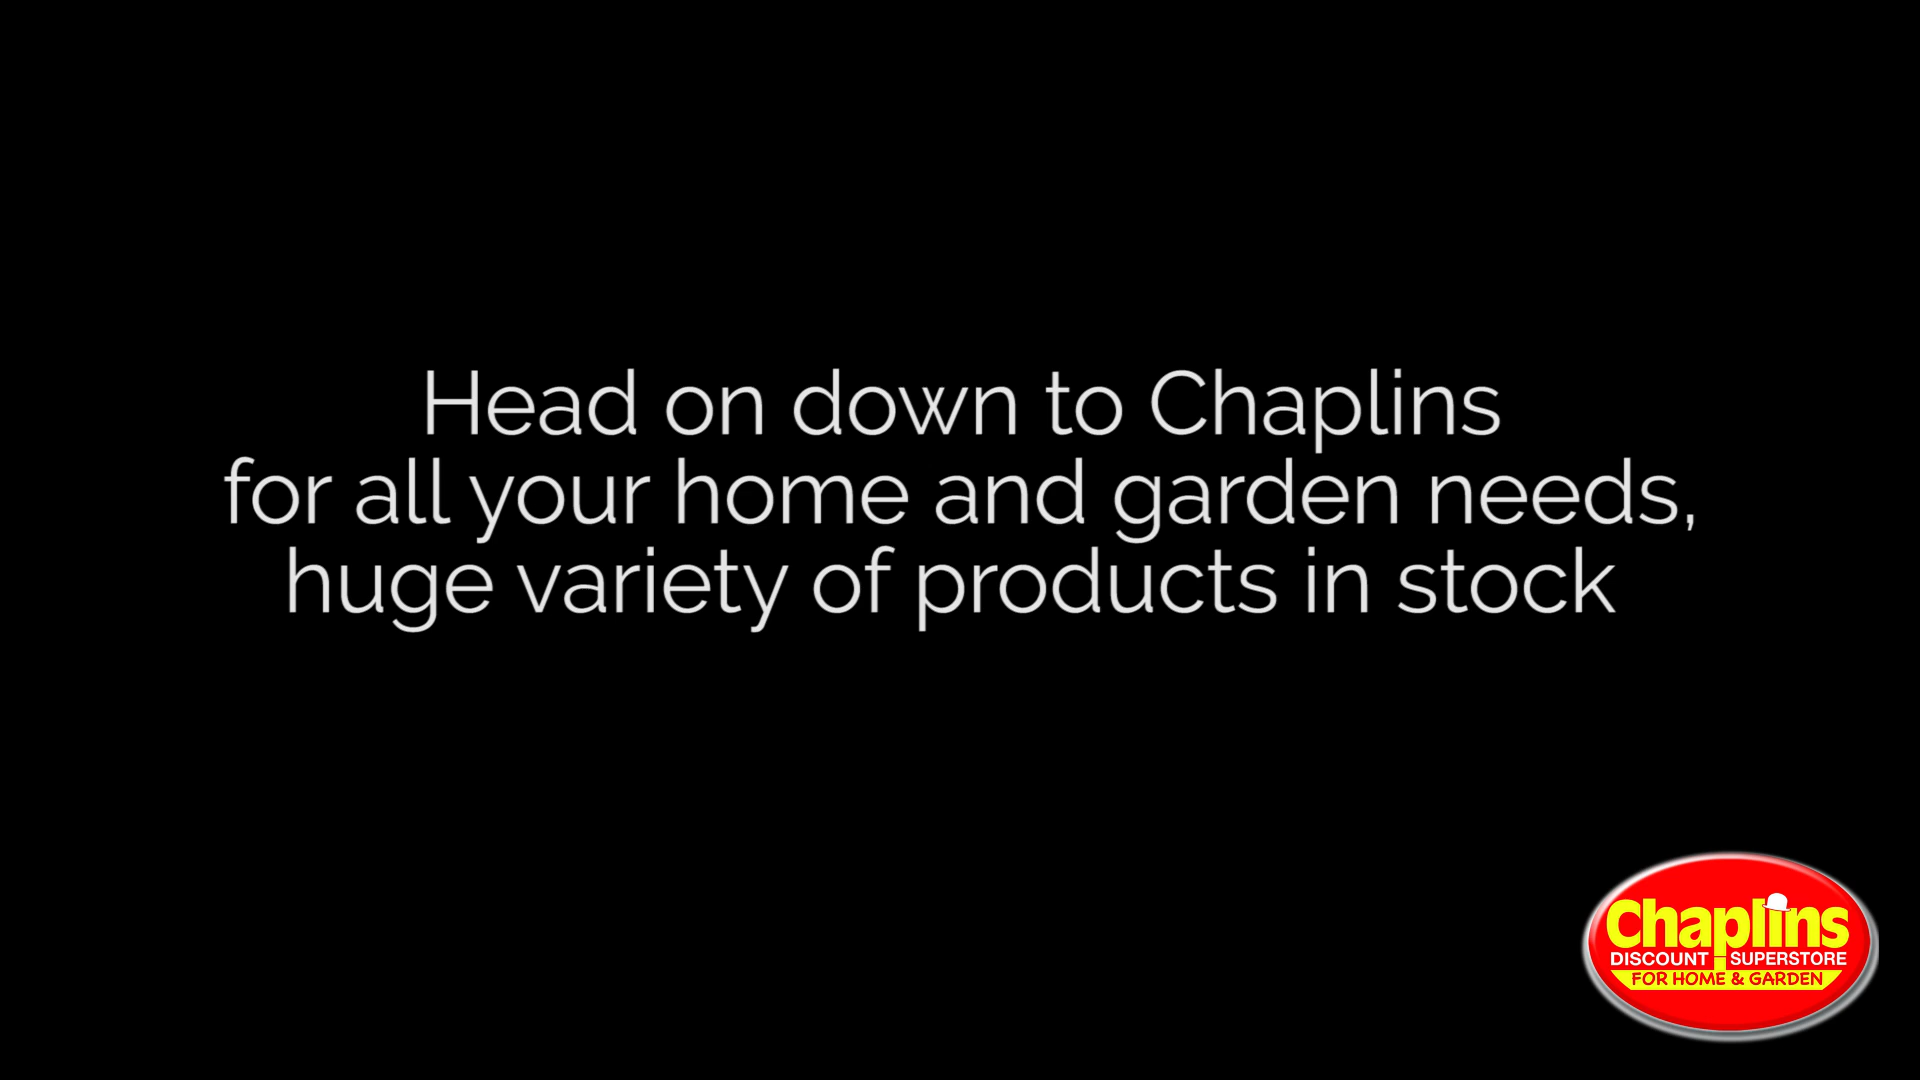 Head on down to Chaplins
for all your home and garden needs,
huge variety of products in stock
Chaplins
DISCOUNT SUPERSTORE
FOR HOME & GARDEN